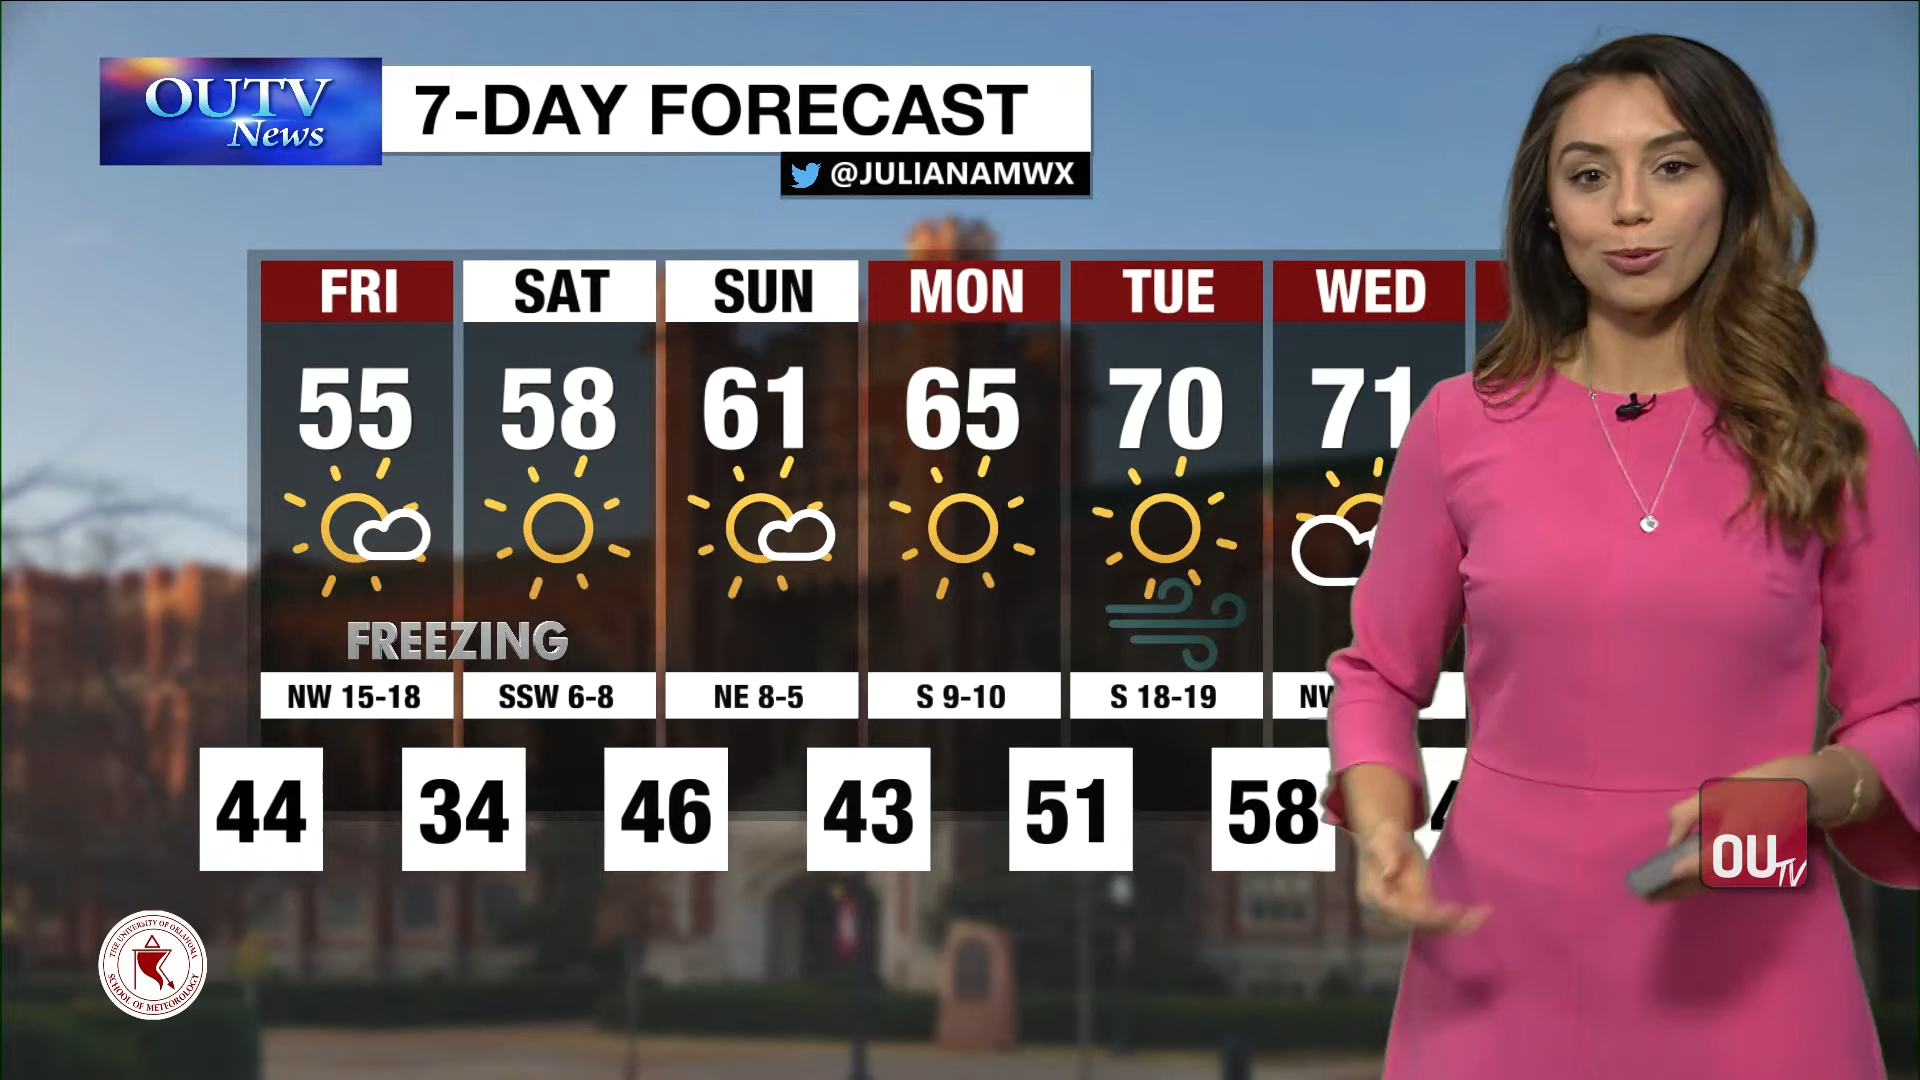 OUTV
News
7-DAY FORECAST
@JULIANAMWX
FRI SAT SUN MON TUE WED
55 58 61 65 70 71
FREEZING
NW 15-18 SSW 6-8 NE 8-5 S 9-10 S 18-19
44 34 46 43 51 58
OUTV
THE UNIVERSITY OF OKLAHOMA
SCHOOL OF METEOROLOGY